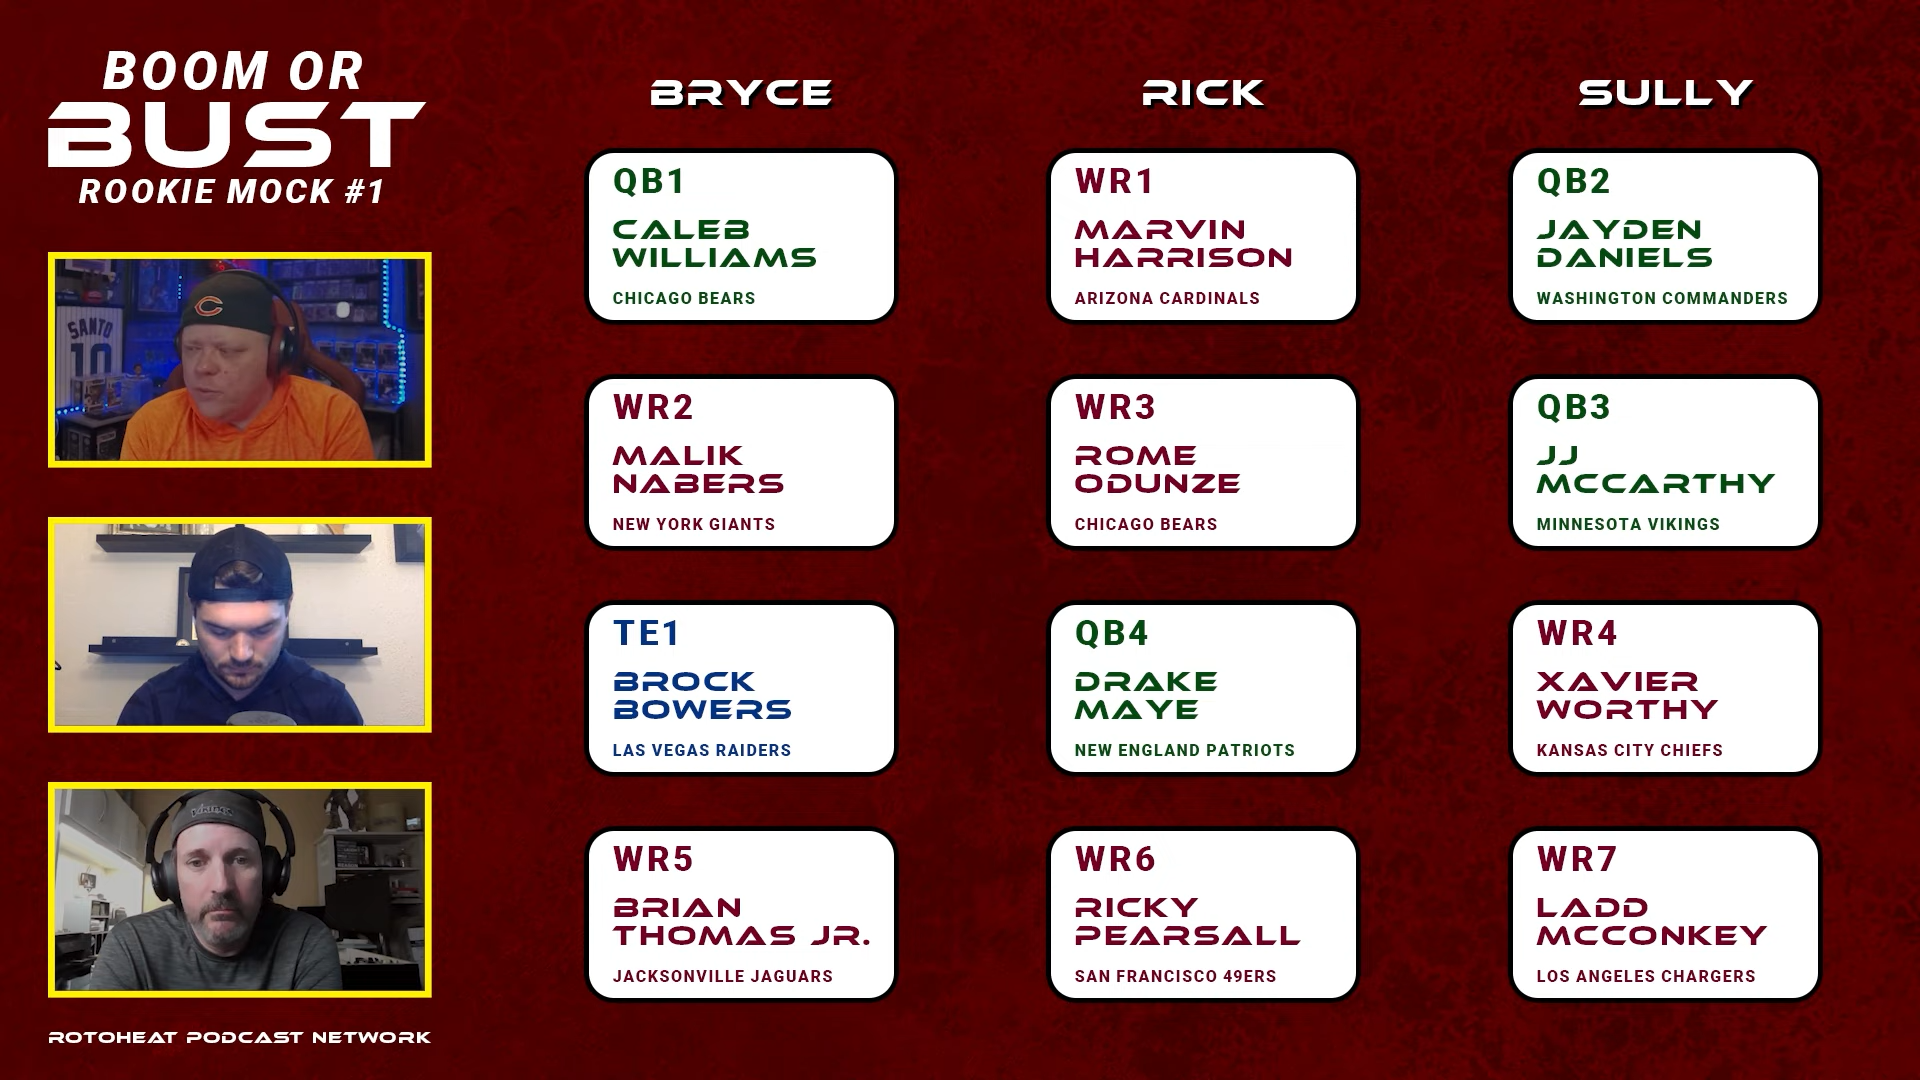 BOOM OR
BUST
ROOKIE MOCK #1
SANTO
10
ROTOHEAT PODCAST NETWORK
BRYCE
QB1
CALEB
WILLIAMS
CHICAGO BEARS
WR2
MALIK
NABERS
NEW YORK GIANTS
TE1
BROCK
BOWERS
LAS VEGAS RAIDERS
WR5
BRIAN
THOMAS JR.
JACKSONVILLE JAGUARS
RICK
WR1
MARVIN
HARRISON
ARIZONA CARDINALS
WR3
ROME
ODUNZE
CHICAGO BEARS
QB4
DRAKE
MAYE
NEW ENGLAND PATRIOTS
WR6
RICKY
PEARSALL
SAN FRANCISCO 49ERS
SULLY
QB2
JAYDEN
DANIELS
WASHINGTON COMMANDERS
QB3
JJ
MCCARTHY
MINNESOTA VIKINGS
WR4
XAVIER
WORTHY
KANSAS CITY CHIEFS
WR7
LADD
MCCONKEY
LOS ANGELES CHARGERS